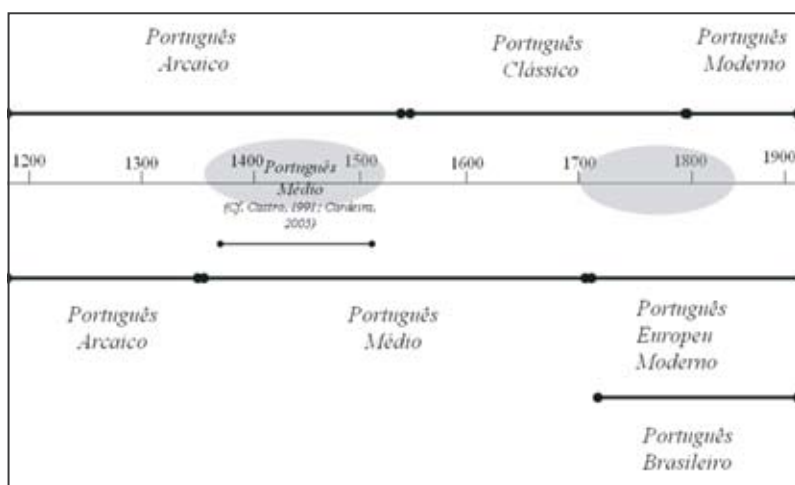 Português
Arcaico
Português
Clássico
Português
Moderno
1200 1300 1400 1500 1600 1700 1800 1900
Português
Médio
(Cf. Castro, 1991; Cardeira,
2005)
Português
Arcaico
Português
Médio
Português
Europeu
Moderno
Português
Brasileiro